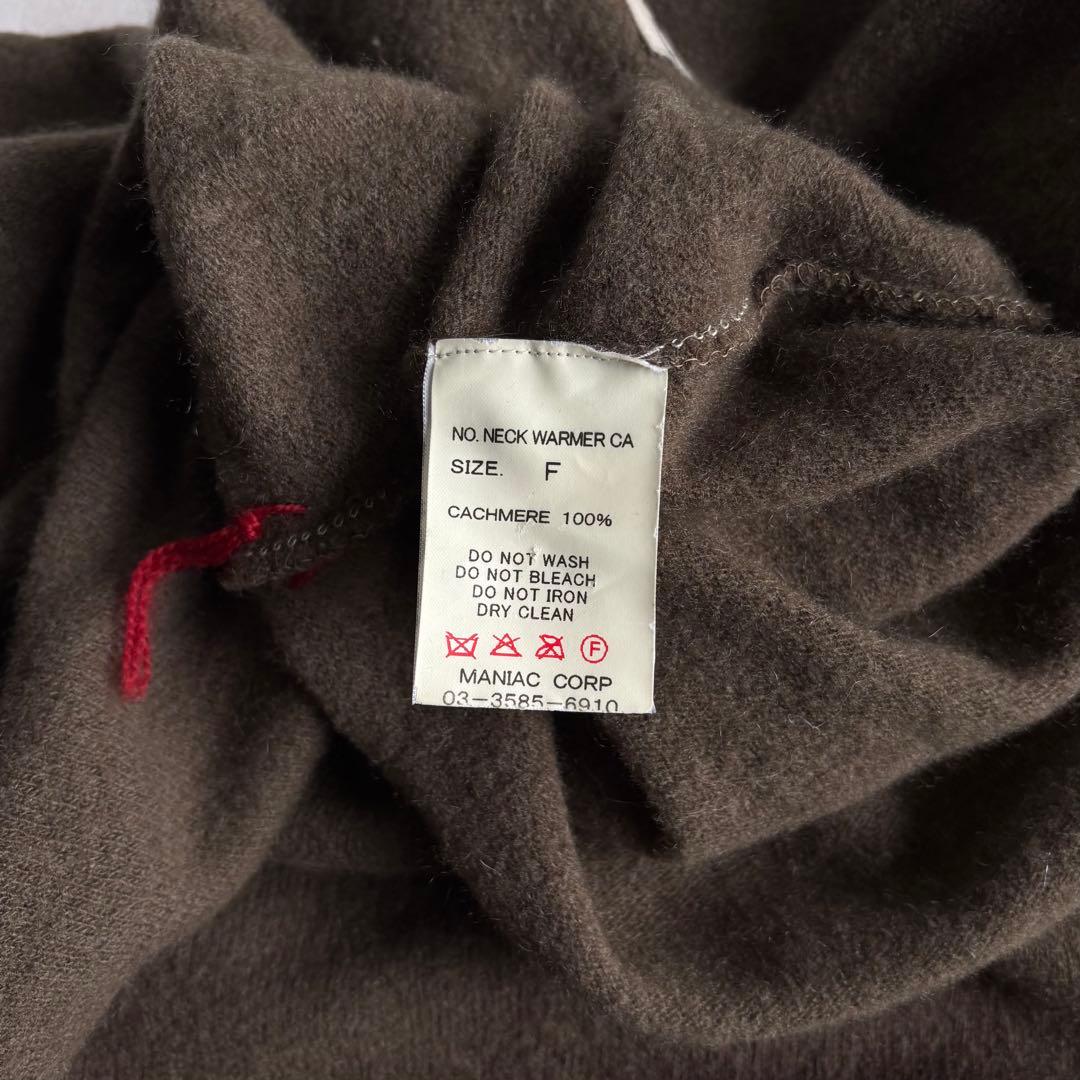 NO. NECK WARMER CA
SIZE. F
CACHMERE 100%
DO NOT WASH
DO NOT BLEACH
DO NOT IRON
DRY CLEAN
F
MANIAC CORP
03-3585-6910